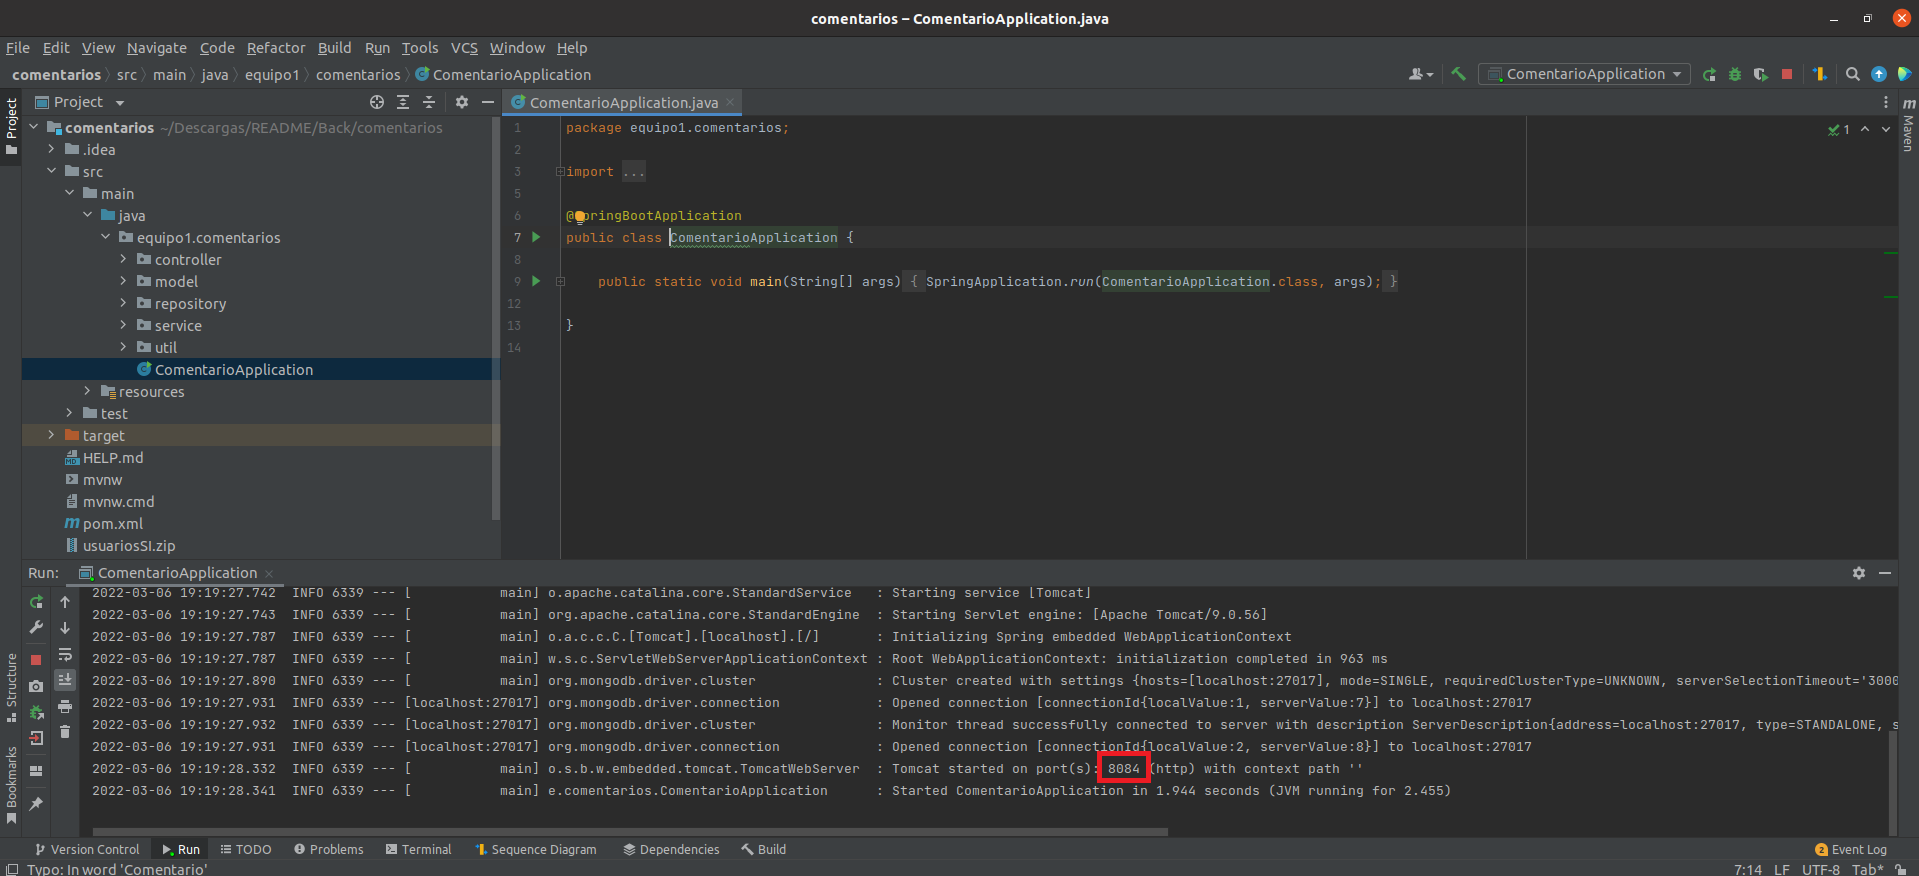 comentarios – ComentarioApplication.java
File Edit View Navigate Code Refactor Build Run Tools VCS Window Help
comentarios src main java equipo1 comentarios ComentarioApplication
ComentarioApplication
Project
Project
ComentarioApplication.java
Maven
comentarios ~/Descargas/README/Back/comentarios
.idea
src
main
java
equipo1.comentarios
controller
model
repository
service
util
ComentarioApplication
resources
test
target
HELP.md
mvnw
mvnw.cmd
pom.xml
usuariosSI.zip
1 package equipo1.comentarios;
2
3 import ...
5
6 @SpringBootApplication
7 public class ComentarioApplication {
8
9 public static void main(String[] args) { SpringApplication.run(ComentarioApplication.class, args); }
12
13 }
14
1
Run: ComentarioApplication
2022-03-06 19:19:27.742 INFO 6339 --- [ main] o.apache.catalina.core.StandardService : Starting service [Tomcat]
2022-03-06 19:19:27.743 INFO 6339 --- [ main] org.apache.catalina.core.StandardEngine : Starting Servlet engine: [Apache Tomcat/9.0.56]
2022-03-06 19:19:27.787 INFO 6339 --- [ main] o.a.c.c.C.[Tomcat].[localhost].[/] : Initializing Spring embedded WebApplicationContext
2022-03-06 19:19:27.787 INFO 6339 --- [ main] w.s.c.ServletWebServerApplicationContext : Root WebApplicationContext: initialization completed in 963 ms
2022-03-06 19:19:27.890 INFO 6339 --- [ main] org.mongodb.driver.cluster : Cluster created with settings {hosts=[localhost:27017], mode=SINGLE, requiredClusterType=UNKNOWN, serverSelectionTimeout='3000
2022-03-06 19:19:27.931 INFO 6339 --- [localhost:27017] org.mongodb.driver.connection : Opened connection [connectionId{localValue:1, serverValue:7}] to localhost:27017
2022-03-06 19:19:27.932 INFO 6339 --- [localhost:27017] org.mongodb.driver.cluster : Monitor thread successfully connected to server with description ServerDescription{address=localhost:27017, type=STANDALONE, s
2022-03-06 19:19:27.931 INFO 6339 --- [localhost:27017] org.mongodb.driver.connection : Opened connection [connectionId{localValue:2, serverValue:8}] to localhost:27017
2022-03-06 19:19:28.332 INFO 6339 --- [ main] o.s.b.w.embedded.tomcat.TomcatWebServer : Tomcat started on port(s): 8084 (http) with context path ''
2022-03-06 19:19:28.341 INFO 6339 --- [ main] e.comentarios.ComentarioApplication : Started ComentarioApplication in 1.944 seconds (JVM running for 2.455)
Structure
Bookmarks
Version Control Run TODO Problems Terminal Sequence Diagram Dependencies Build 2 Event Log
Typo: In word 'Comentario' 7:14 LF UTF-8 Tab*